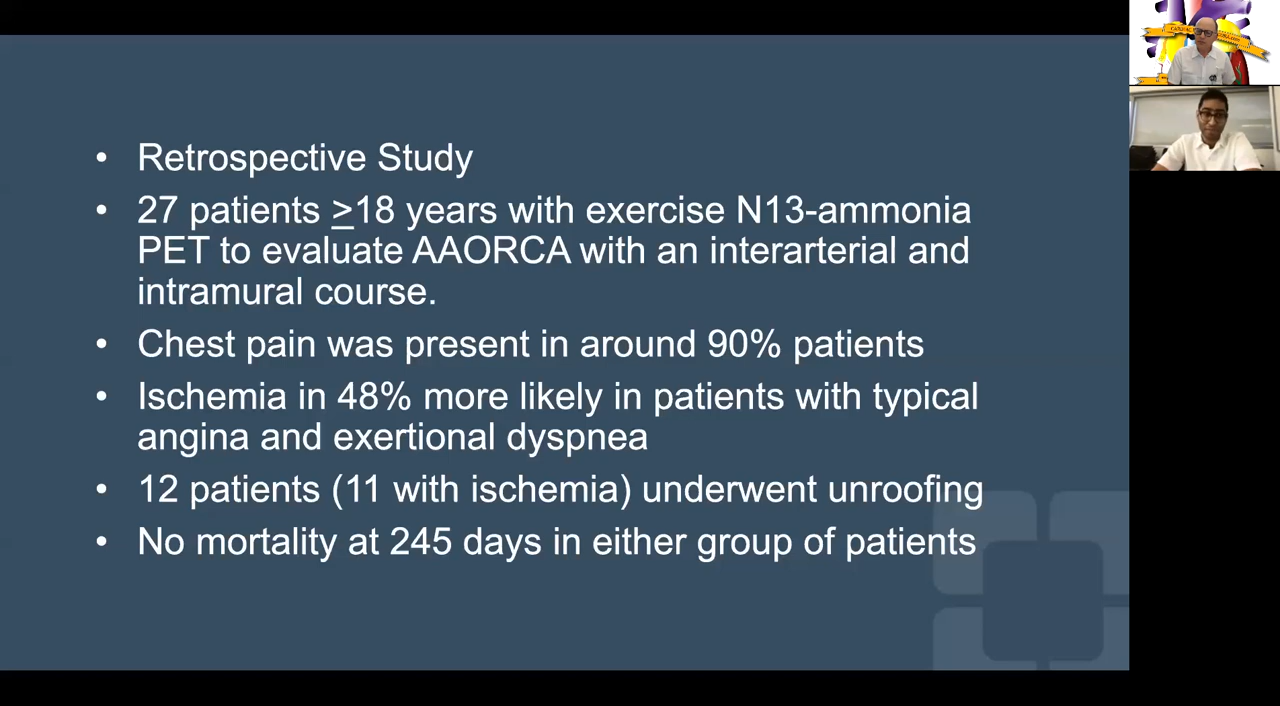 • Retrospective Study
• 27 patients >18 years with exercise N13-ammonia
PET to evaluate AAORCA with an interarterial and
intramural course.
• Chest pain was present in around 90% patients
• Ischemia in 48% more likely in patients with typical
angina and exertional dyspnea
• 12 patients (11 with ischemia) underwent unroofing
• No mortality at 245 days in either group of patients